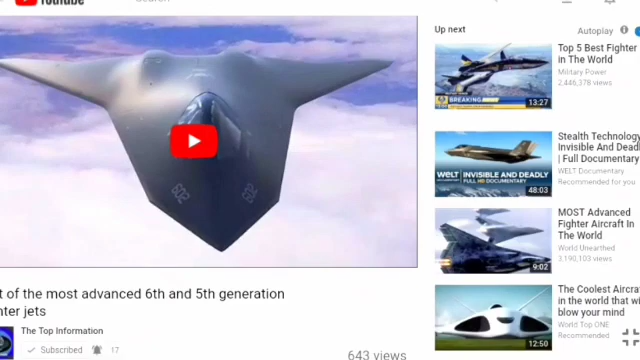 YouTube
Search
Up next
Autoplay
t of the most advanced 6th and 5th generation
hter jets
The Top Information
Subscribed 17
643 views
BREAKING
13:27
Top 5 Best Fighter
in The World
Military Power
2,446,378 views
WELT
INVISIBLE AND DEADLY
FULL HD DOCUMENTARY
48:03
Stealth Technology
Invisible And Deadl
| Full Documentary
WELT Documentary
Recommended for you
9:02
MOST Advanced
Fighter Aircraft In
The World
World Unearthed
3,190,103 views
12:50
The Coolest Aircra
in the world that wi
blow your mind
World Top ONE
Recommended